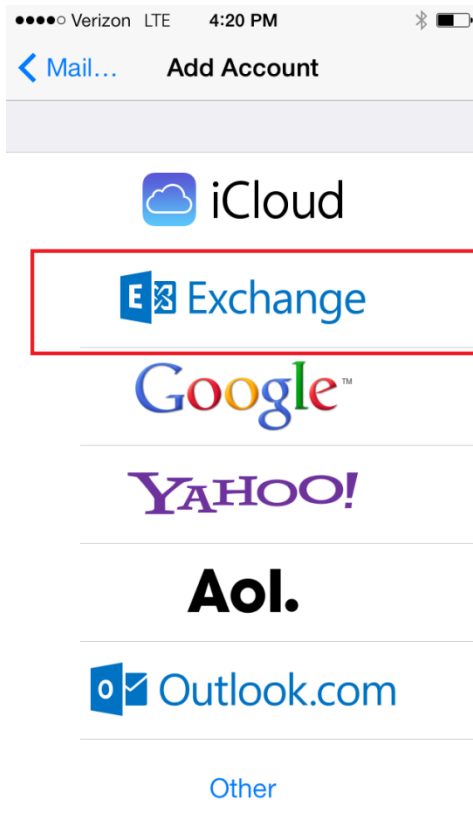 Verizon LTE 4:20 PM
Mail... Add Account
iCloud
E Exchange
Google™
YAHOO!
Aol.
o Outlook.com
Other